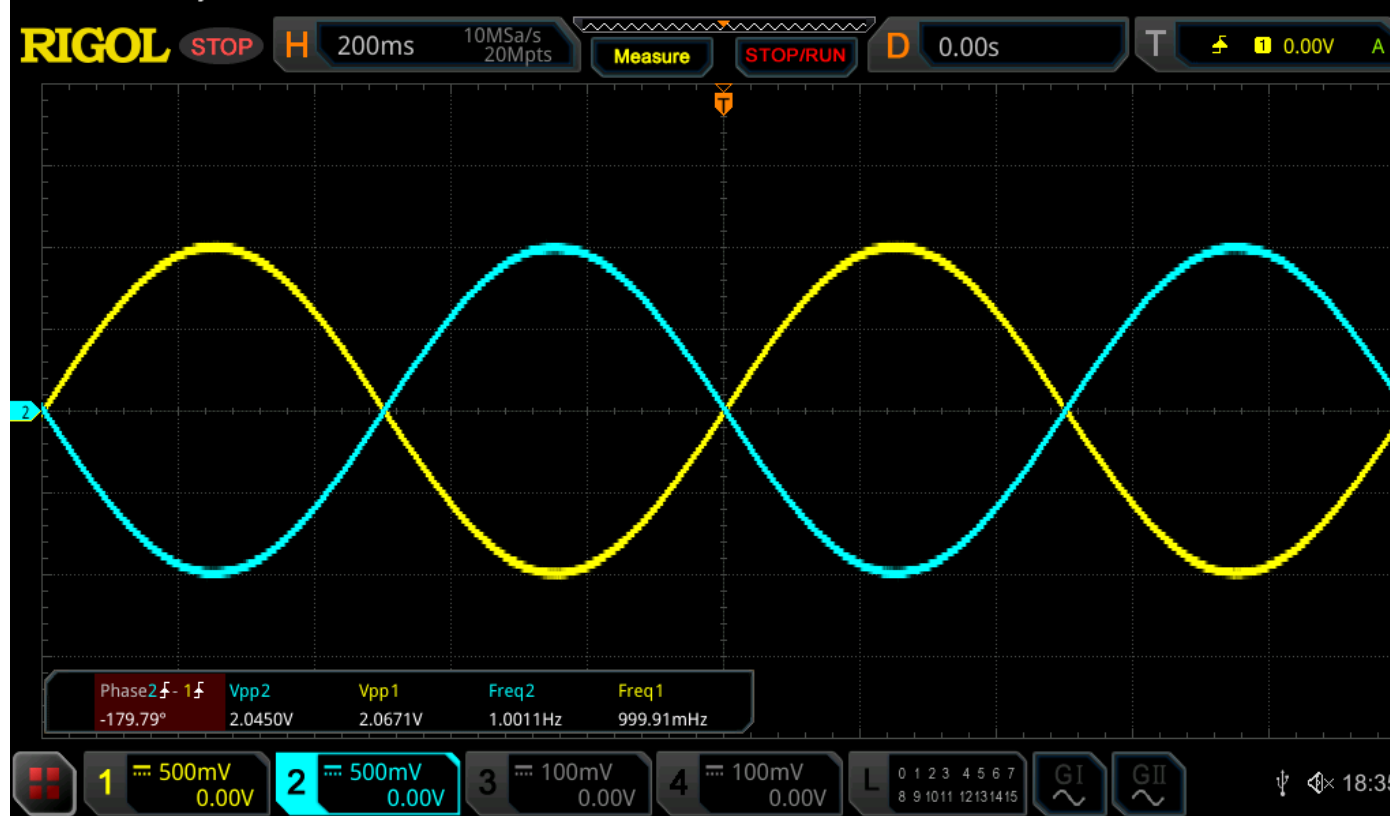 RIGOL STOP H 200ms 10MSa/s 20Mpts Measure STOP/RUN D 0.00s T 1 0.00V A
T
2
Phase2 - 1 Vpp2 Vpp1 Freq2 Freq1
-179.79° 2.0450V 2.0671V 1.0011Hz 999.91mHz
1 500mV 2 500mV 3 100mV 4 100mV L 0 1 2 3 4 5 6 7 GI GII
0.00V 0.00V 0.00V 0.00V 8 9 10 11 12 13 14 15 18:35